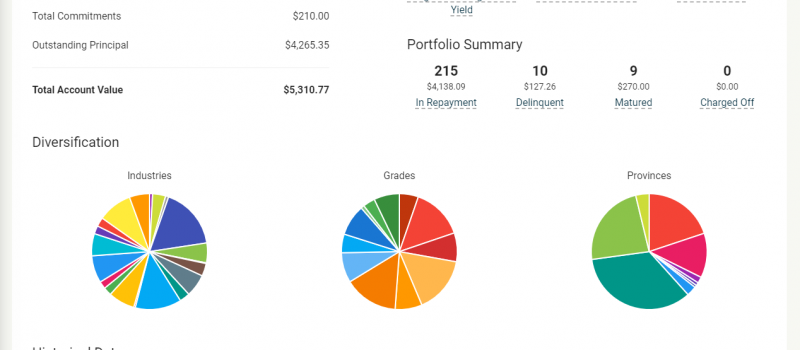 Total Commitments $210.00
Yield
Outstanding Principal $4,265.35
Portfolio Summary
215 10 9 0
$4,138.09 $127.26 $270.00 $0.00
Total Account Value $5,310.77
In Repayment Delinquent Matured Charged Off
Diversification
Industries Grades Provinces